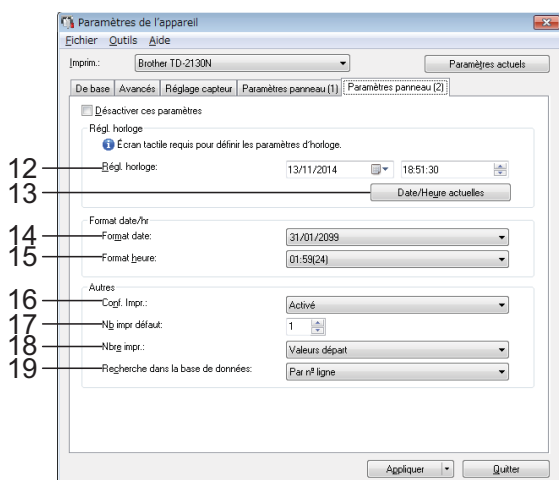 Paramètres de l'appareil
Fichier Outils Aide
Imprim.: Brother TD-2130N Paramètres actuels
De base Avancés Réglage capteur Paramètres panneau (1) Paramètres panneau (2)
Désactiver ces paramètres
Régl. horloge
Écran tactile requis pour définir les paramètres d'horloge.
12 Régl. horloge: 13/11/2014 18:51:30
13 Date/Heure actuelles
Format date/hr
14 Format date: 31/01/2099
15 Format heure: 01:59(24)
Autres
16 Conf. Impr.: Activé
17 Nb impr défaut: 1
18 Nbre impr.: Valeurs départ
19 Recherche dans la base de données: Par nº ligne
Appliquer Quitter